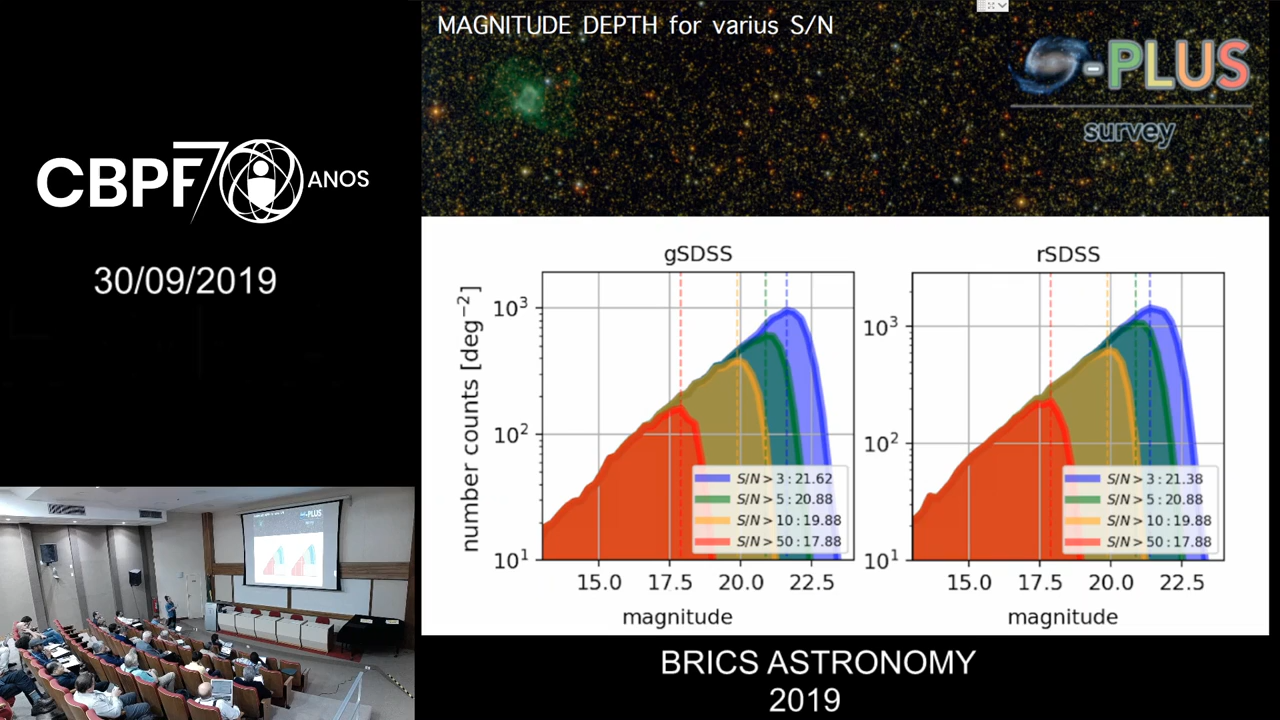 MAGNITUDE DEPTH for varius S/N
S-PLUS
survey
CBPF70 ANOS
30/09/2019
gSDSS
number counts [deg⁻²]
10³
10²
10¹
S/N > 3 : 21.62
S/N > 5 : 20.88
S/N > 10 : 19.88
S/N > 50 : 17.88
15.0 17.5 20.0 22.5
magnitude
rSDSS
10³
10²
10¹
S/N > 3 : 21.38
S/N > 5 : 20.88
S/N > 10 : 19.88
S/N > 50 : 17.88
15.0 17.5 20.0 22.5
magnitude
BRICS ASTRONOMY
2019